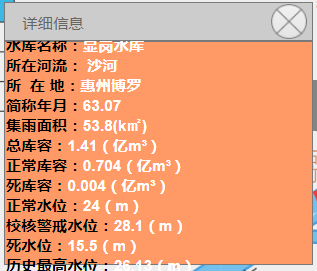 详细信息
水库名称：显岗水库
所在河流： 沙河
所 在 地：惠州博罗
简称年月：63.07
集雨面积：53.8(k㎡)
总库容：1.41（亿m³）
正常库容：0.704（亿m³）
死库容：0.004（亿m³）
正常水位：24（m）
校核警戒水位：28.1（m）
死水位：15.5（m）
历史最高水位：26.13（m）